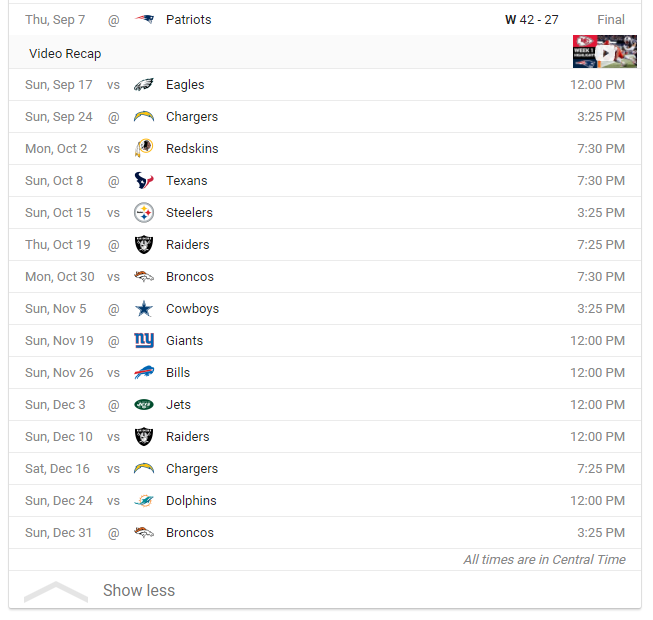 Thu, Sep 7 @ Patriots W 42 - 27 Final
Video Recap WEEK 1
Sun, Sep 17 vs Eagles 12:00 PM
Sun, Sep 24 @ Chargers 3:25 PM
Mon, Oct 2 vs Redskins 7:30 PM
Sun, Oct 8 @ Texans 7:30 PM
Sun, Oct 15 vs Steelers 3:25 PM
Thu, Oct 19 @ Raiders 7:25 PM
Mon, Oct 30 vs Broncos 7:30 PM
Sun, Nov 5 @ Cowboys 3:25 PM
Sun, Nov 19 @ ny Giants 12:00 PM
Sun, Nov 26 vs Bills 12:00 PM
Sun, Dec 3 @ JETS Jets 12:00 PM
Sun, Dec 10 vs Raiders 12:00 PM
Sat, Dec 16 vs Chargers 7:25 PM
Sun, Dec 24 vs Dolphins 12:00 PM
Sun, Dec 31 @ Broncos 3:25 PM
All times are in Central Time
Show less